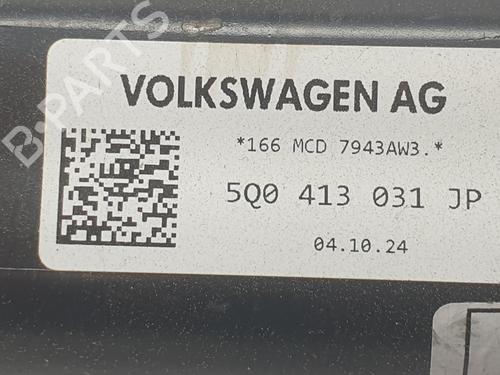 VOLKSWAGEN AG
*166 MCD 7943AW3.*
5Q0 413 031 JP
04.10.24
B-PARTS